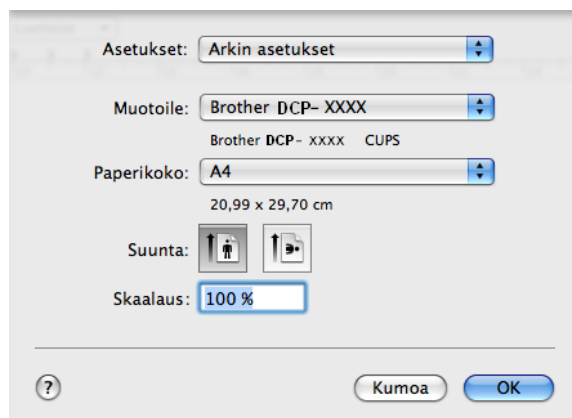 Asetukset: Arkin asetukset
Muotoile: Brother DCP- XXXX
Brother DCP- XXXX CUPS
Paperikoko: A4
20,99 x 29,70 cm
Suunta:
Skaalaus: 100 %
? Kumoa OK